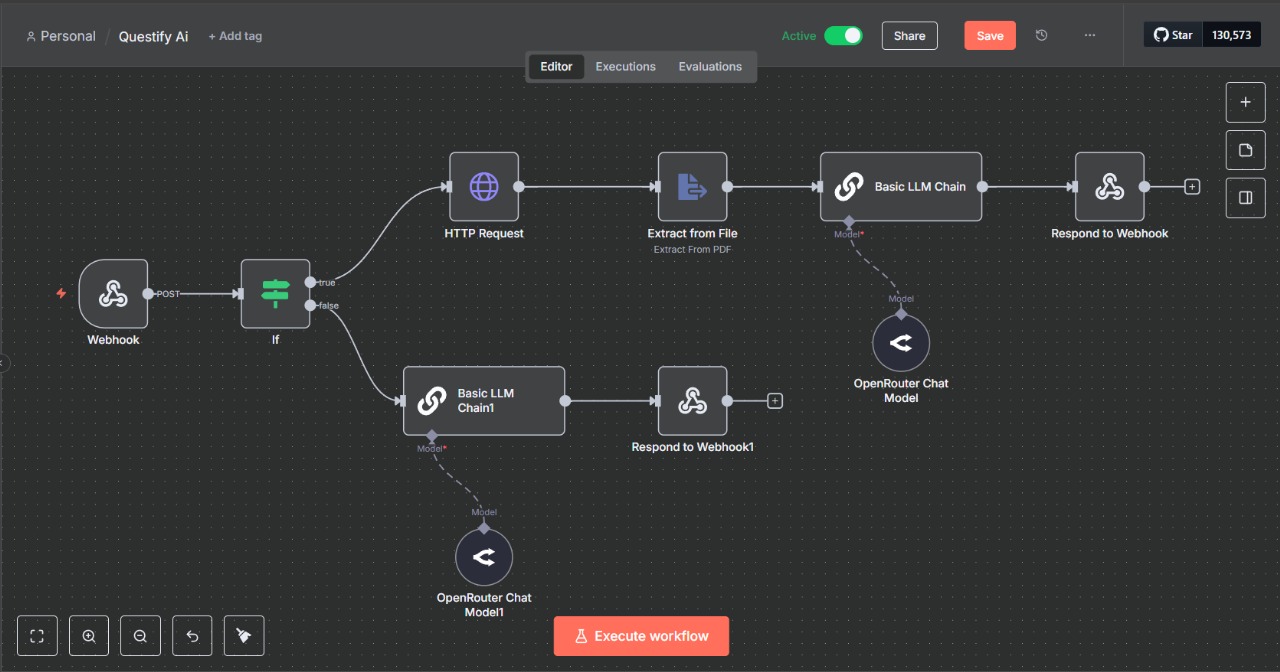 Personal / Questify Ai + Add tag
Active Share Save ... Star 130,573
Editor Executions Evaluations
HTTP Request
Extract from File
Extract From PDF
Basic LLM Chain
Model*
Respond to Webhook
POST
Webhook
true
false
If
Model
OpenRouter Chat
Model
Basic LLM
Chain1
Model*
Respond to Webhook1
Model
OpenRouter Chat
Model1
Execute workflow